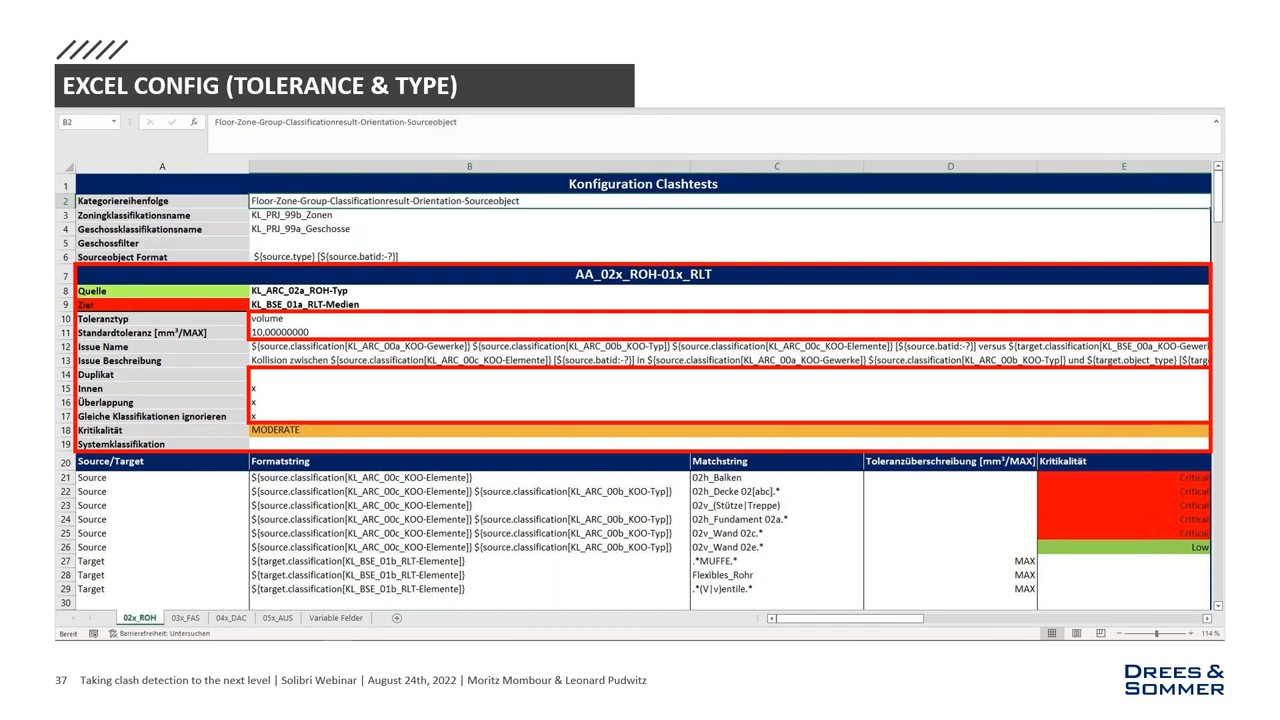 EXCEL CONFIG (TOLERANCE & TYPE)
B2 fx Floor-Zone-Group-Classificationresult-Orientation-Sourceobject
A B C D E
1 Konfiguration Clashtests
2 Kategoriereihenfolge Floor-Zone-Group-Classificationresult-Orientation-Sourceobject
3 Zoningklassifikationsname KL_PRJ_99b_Zonen
4 Geschossklassifikationsname KL_PRJ_99a_Geschosse
5 Geschossfilter
6 Sourceobject Format ${source.type} [${source.batid:-?}]
7 AA_02x_ROH-01x_RLT
8 Quelle KL_ARC_02a_ROH-Typ
9 Ziel KL_BSE_01a_RLT-Medien
10 Toleranztyp volume
11 Standardtoleranz [mm³/MAX] 10,00000000
12 Issue Name ${source.classification[KL_ARC_00a_KOO-Gewerke]} ${source.classification[KL_ARC_00b_KOO-Typ]} ${source.classification[KL_ARC_00c_KOO-Elemente]} [${source.batid:-?}] versus ${target.classification[KL_BSE_00a_KOO-Gewerk
13 Issue Beschreibung Kollision zwischen ${source.classification[KL_ARC_00c_KOO-Elemente]} [${source.batid:-?}] in ${source.classification[KL_ARC_00a_KOO-Gewerke]} ${source.classification[KL_ARC_00b_KOO-Typ]} und ${target.object_type} [${targ
14 Duplikat
15 Innen x
16 Überlappung x
17 Gleiche Klassifikationen ignorieren x
18 Kritikalität MODERATE
19 Systemklassifikation
20 Source/Target Formatstring Matchstring Toleranzüberschreibung [mm³/MAX] Kritikalität
21 Source ${source.classification[KL_ARC_00c_KOO-Elemente]} 02h_Balken Critical
22 Source ${source.classification[KL_ARC_00c_KOO-Elemente]} ${source.classification[KL_ARC_00b_KOO-Typ]} 02h_Decke 02[abc].* Critical
23 Source ${source.classification[KL_ARC_00c_KOO-Elemente]} 02v_(Stütze|Treppe) Critical
24 Source ${source.classification[KL_ARC_00c_KOO-Elemente]} ${source.classification[KL_ARC_00b_KOO-Typ]} 02h_Fundament 02a.* Critical
25 Source ${source.classification[KL_ARC_00c_KOO-Elemente]} ${source.classification[KL_ARC_00b_KOO-Typ]} 02v_Wand 02c.* Critical
26 Source ${source.classification[KL_ARC_00c_KOO-Elemente]} ${source.classification[KL_ARC_00b_KOO-Typ]} 02v_Wand 02e.* Low
27 Target ${target.classification[KL_BSE_01b_RLT-Elemente]} .*MUFFE.* MAX
28 Target ${target.classification[KL_BSE_01b_RLT-Elemente]} Flexibles_Rohr MAX
29 Target ${target.classification[KL_BSE_01b_RLT-Elemente]} .*(V|v)entile.* MAX
30
02x_ROH 03x_FAS 04x_DAC 05x_AUS Variable Felder
Bereit Barrierefreiheit: Untersuchen 114 %
37 Taking clash detection to the next level | Solibri Webinar | August 24th, 2022 | Moritz Mombour & Leonard Pudwitz
DREES &
SOMMER